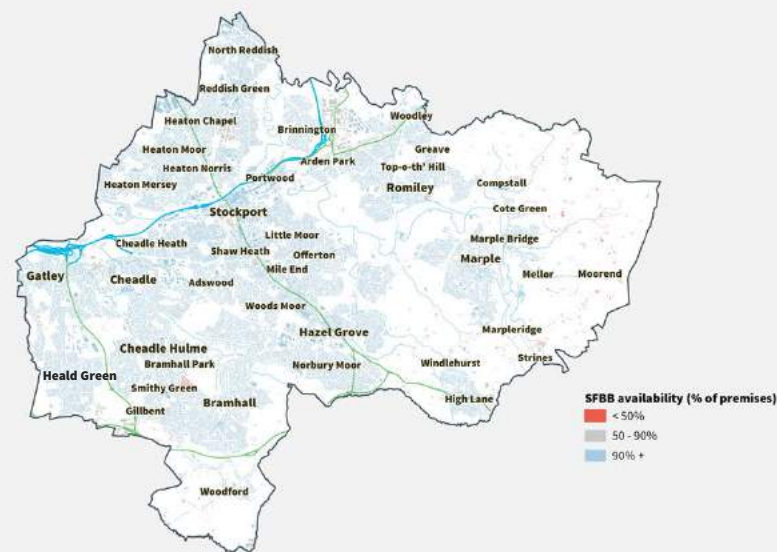 North Reddish
Reddish Green
Heaton Chapel
Brinnington
Woodley
Heaton Moor
Greave
Arden Park
Top-o-th' Hill
Heaton Norris
Portwood
Heaton Mersey
Romiley
Compstall
Stockport
Cote Green
Little Moor
Cheadle Heath
Shaw Heath
Offerton
Marple Bridge
Marple
Mile End
Gatley
Cheadle
Adswood
Mellor
Moorend
Woods Moor
Hazel Grove
Marpleridge
Cheadle Hulme
Bramhall Park
Norbury Moor
Windlehurst
Strines
Heald Green
Smithy Green
Gillbent
Bramhall
High Lane
Woodford
SFBB availability (% of premises)
< 50%
50 - 90%
90% +